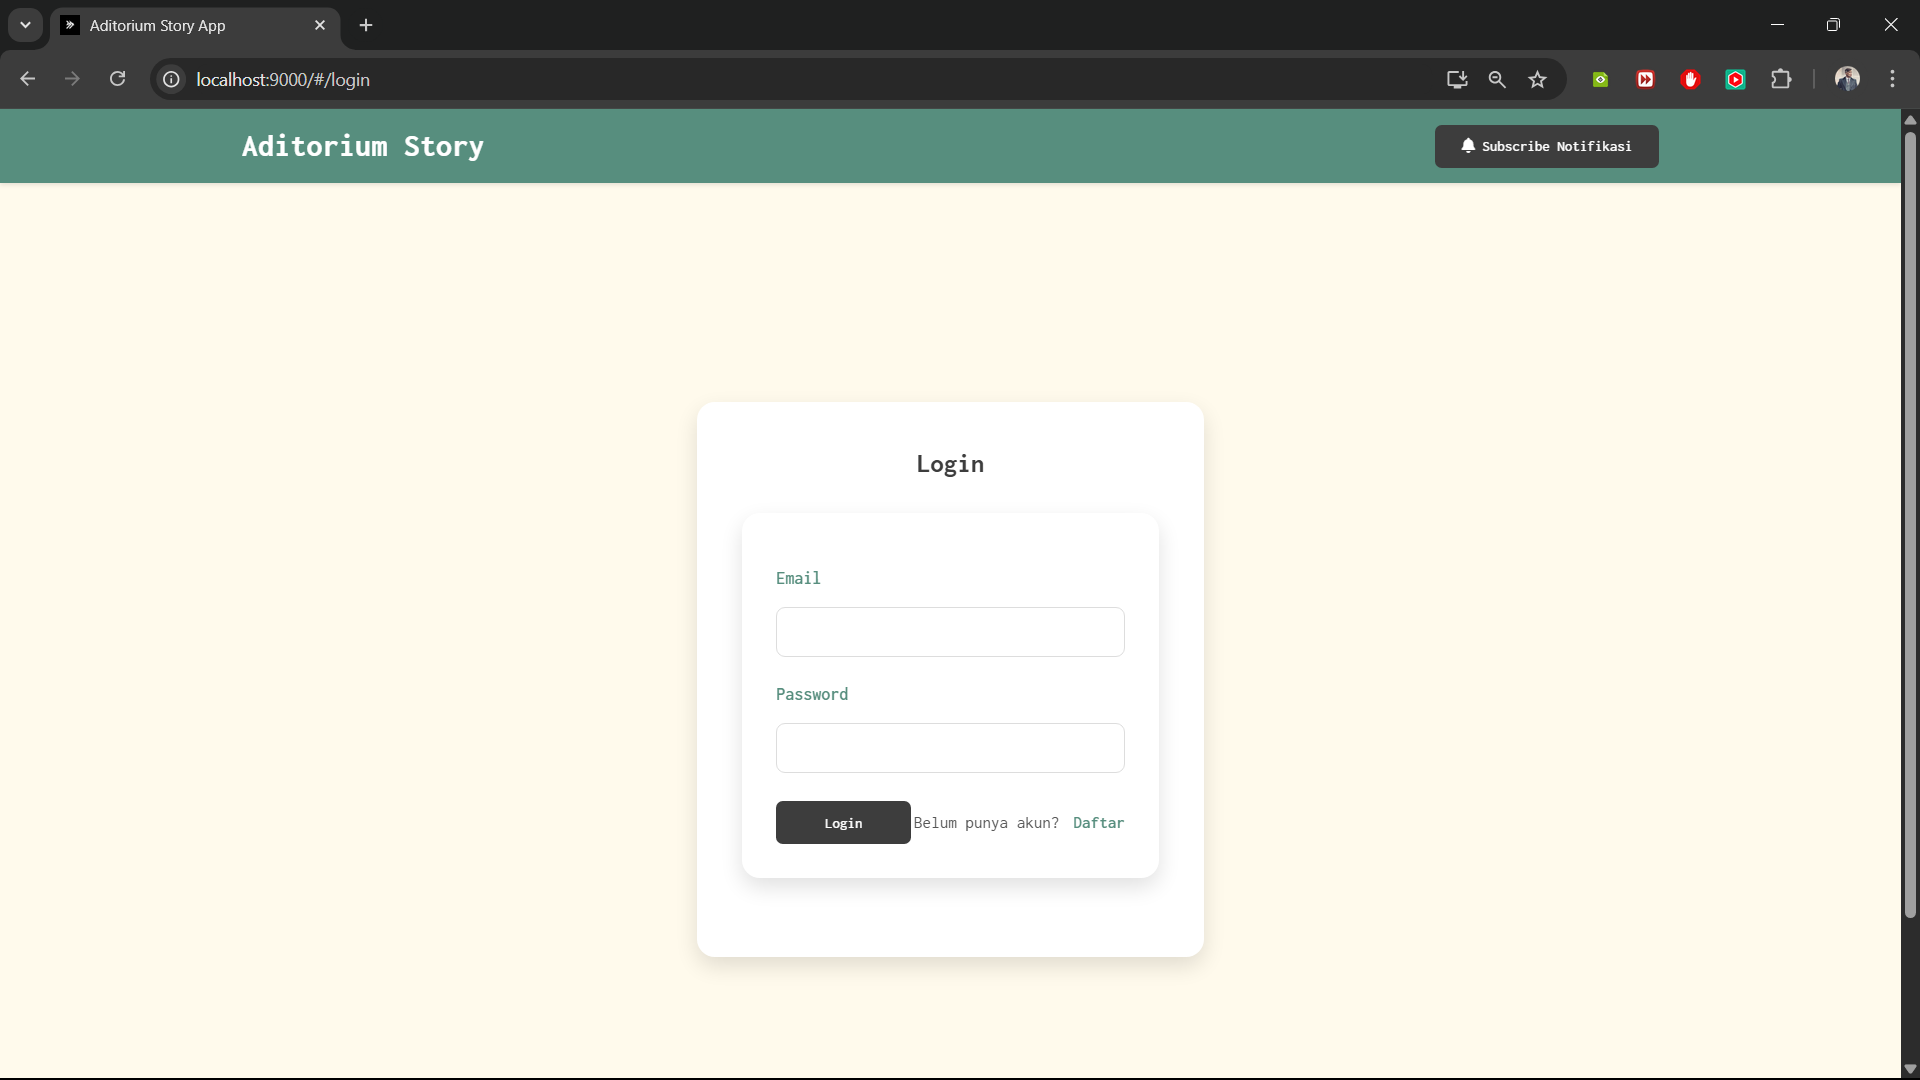 Aditorium Story App
localhost:9000/#/login
Aditorium Story
Subscribe Notifikasi
Login
Email
Password
Login Belum punya akun? Daftar